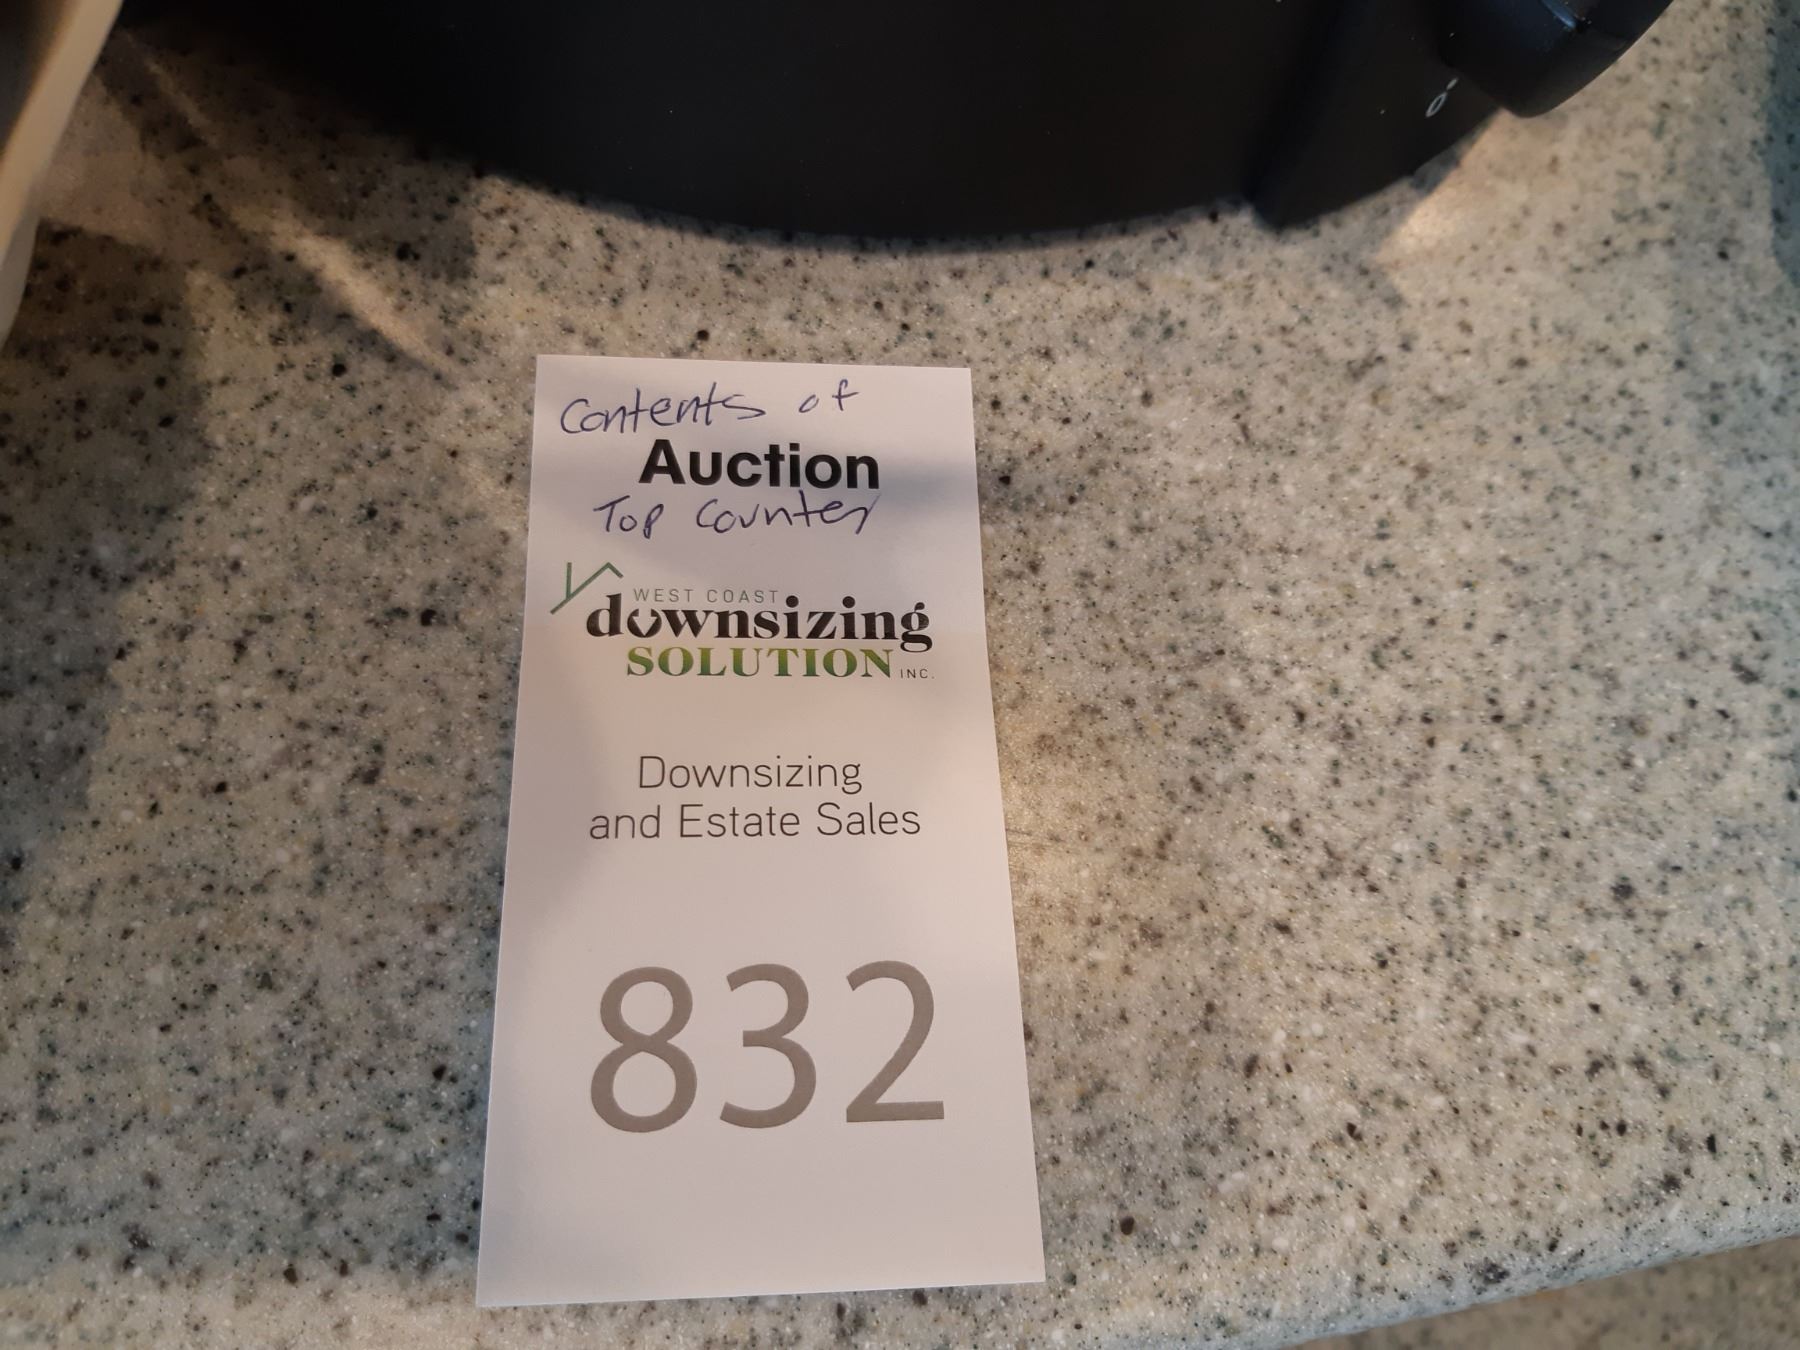 Contents of
Auction
Top Counter
WEST COAST
downsizing
SOLUTION INC.
Downsizing
and Estate Sales
832